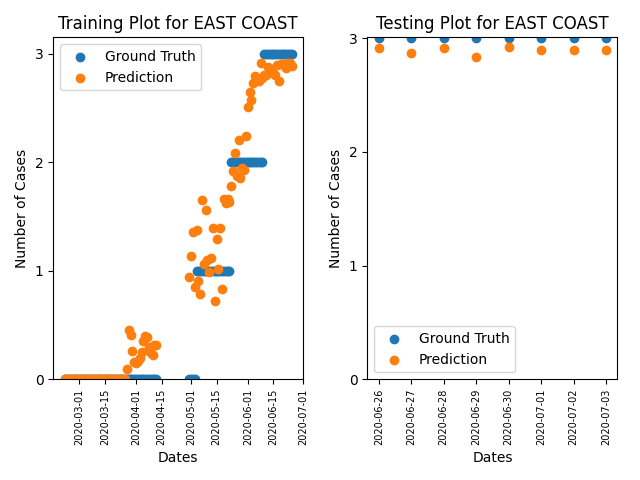 Training Plot for EAST COAST
Number of Cases
3
2
1
0
Ground Truth
Prediction
2020-03-01
2020-03-15
2020-04-01
2020-04-15
2020-05-01
2020-05-15
2020-06-01
2020-06-15
2020-07-01
Dates
Testing Plot for EAST COAST
Number of Cases
3
2
1
0
Ground Truth
Prediction
2020-06-26
2020-06-27
2020-06-28
2020-06-29
2020-06-30
2020-07-01
2020-07-02
2020-07-03
Dates